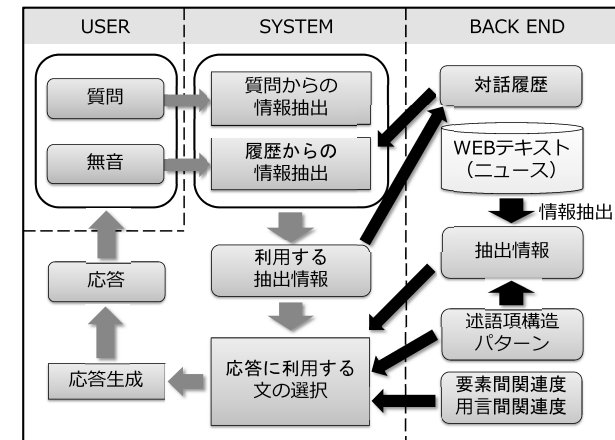 USER
SYSTEM
BACK END
質問
無音
質問からの
情報抽出
履歴からの
情報抽出
対話履歴
WEBテキスト
（ニュース）
情報抽出
抽出情報
利用する
抽出情報
応答
述語項構造
パターン
応答に利用する
文の選択
応答生成
要素間関連度
用言間関連度